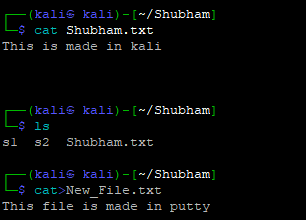 ┌──(kali㉿ kali)-[~/Shubham]
└─$ cat Shubham.txt
This is made in kali
┌──(kali㉿ kali)-[~/Shubham]
└─$ ls
s1  s2  Shubham.txt
┌──(kali㉿ kali)-[~/Shubham]
└─$ cat>New_File.txt
This file is made in putty